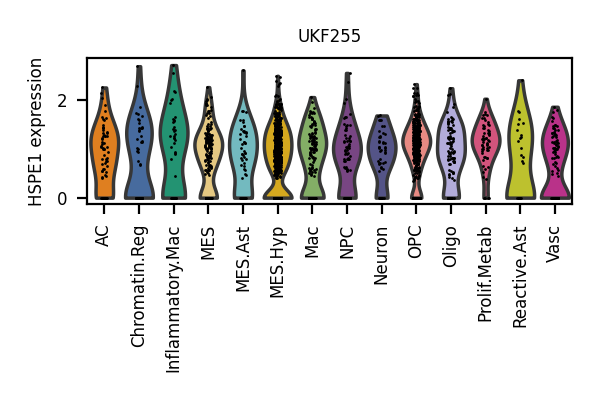 UKF255
HSPE1 expression
2
0
AC
Chromatin.Reg
Inflammatory.Mac
MES
MES.Ast
MES.Hyp
Mac
NPC
Neuron
OPC
Oligo
Prolif.Metab
Reactive.Ast
Vasc